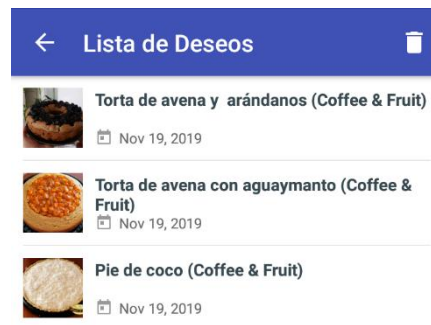 Lista de Deseos
Torta de avena y arándanos (Coffee & Fruit)
Nov 19, 2019
Torta de avena con aguaymanto (Coffee &
Fruit)
Nov 19, 2019
Pie de coco (Coffee & Fruit)
Nov 19, 2019